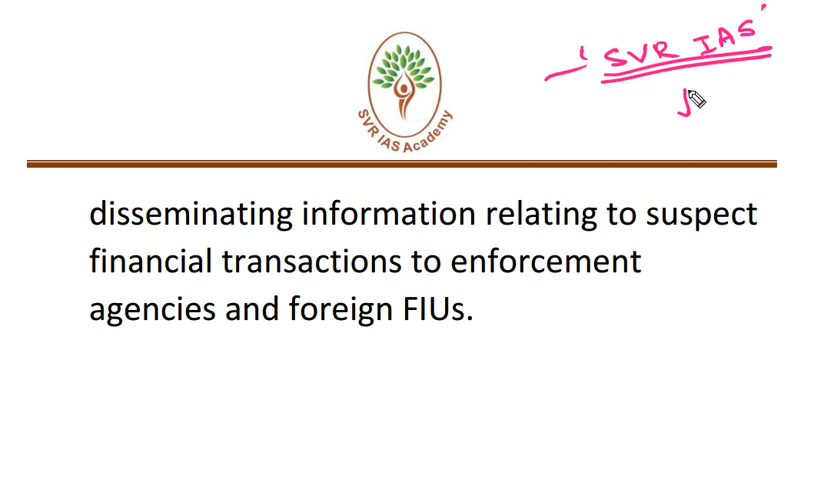 'SVR IAS'
SVR IAS Academy
disseminating information relating to suspect
financial transactions to enforcement
agencies and foreign FIUs.